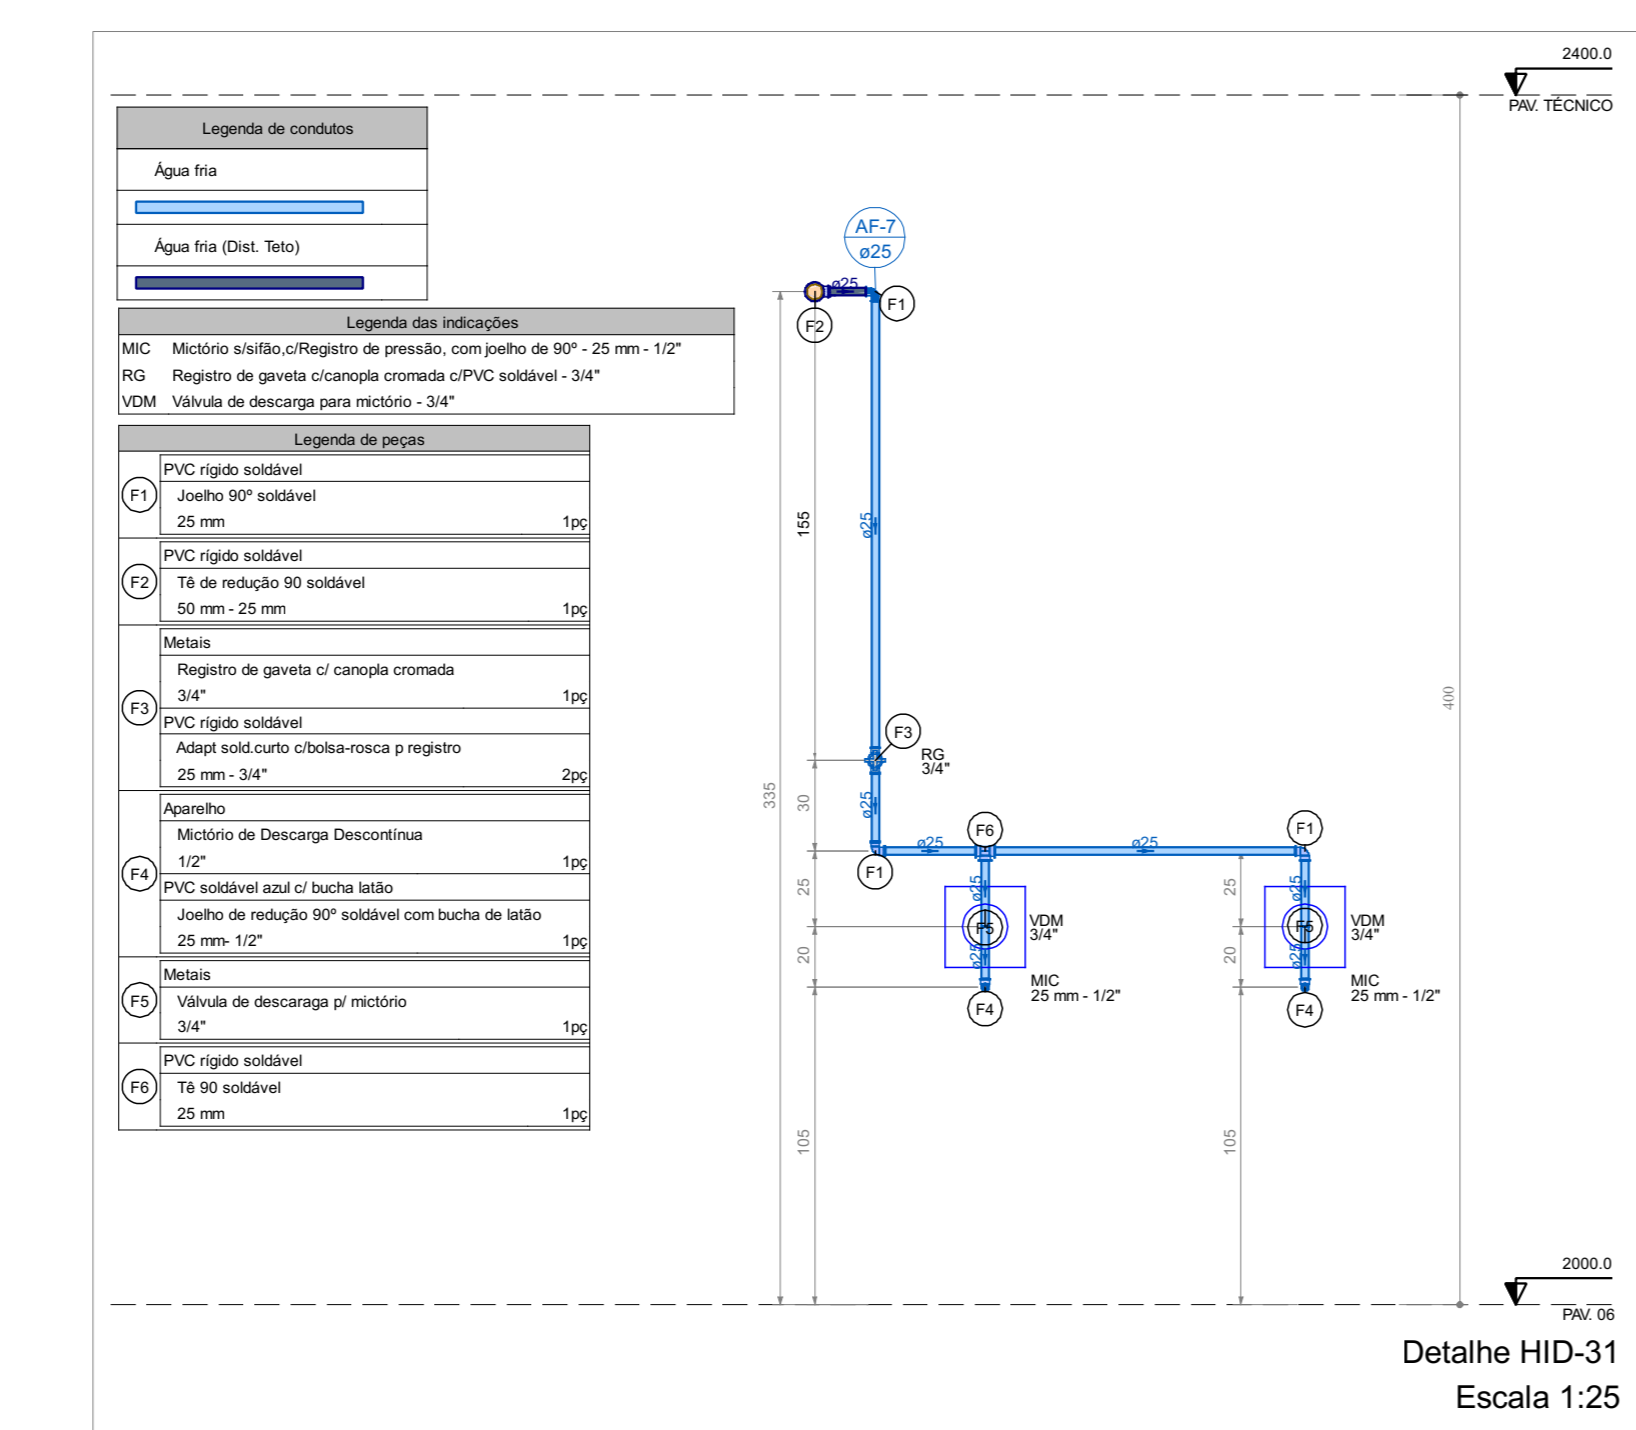 2400.0
PAV. TÉCNICO
Legenda de condutos
Água fria
Água fria (Dist. Teto)
Legenda das indicações
MIC Mictório s/sifão,c/Registro de pressão, com joelho de 90º - 25 mm - 1/2"
RG Registro de gaveta c/canopla cromada c/PVC soldável - 3/4"
VDM Válvula de descarga para mictório - 3/4"
Legenda de peças
F1
PVC rígido soldável
Joelho 90º soldável
25 mm 1pç
F2
PVC rígido soldável
Tê de redução 90 soldável
50 mm - 25 mm 1pç
F3
Metais
Registro de gaveta c/ canopla cromada
3/4" 1pç
PVC rígido soldável
Adapt sold.curto c/bolsa-rosca p registro
25 mm - 3/4" 2pç
F4
Aparelho
Mictório de Descarga Descontínua
1/2" 1pç
PVC soldável azul c/ bucha latão
Joelho de redução 90º soldável com bucha de latão
25 mm- 1/2" 1pç
F5
Metais
Válvula de descaraga p/ mictório
3/4" 1pç
F6
PVC rígido soldável
Tê 90 soldável
25 mm 1pç
AF-7
ø25
ø25
F1
F2
155
ø25
400
F3
RG
3/4"
335
30
ø25
F6
F1
ø25
ø25
F1
25
ø25
25
ø25
F5
VDM
3/4"
F5
VDM
3/4"
20
ø25
20
ø25
MIC
25 mm - 1/2"
MIC
25 mm - 1/2"
F4
F4
105
105
2000.0
PAV. 06
Detalhe HID-31
Escala 1:25